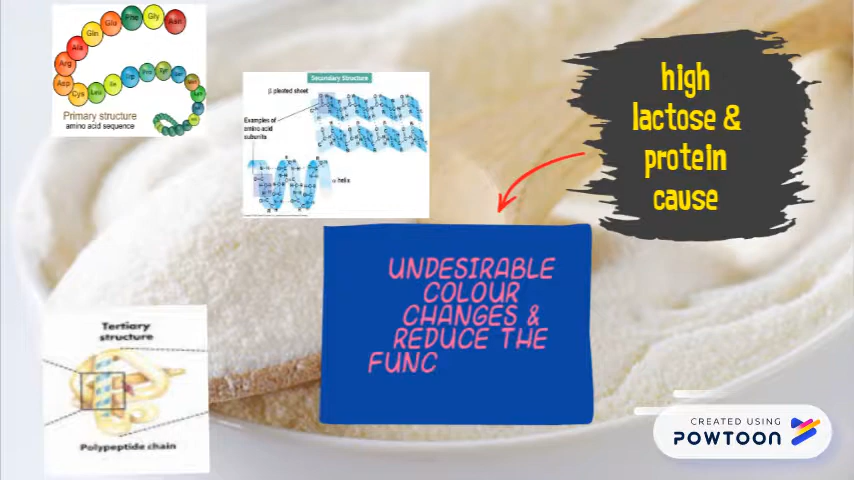 Phe
Gly
Asn
Glu
Gln
Ala
Arg
Asp
Cys
Leu
Ile
Trp
Primary structure
amino acid sequence
Secondary Structure
β pleated sheet
Examples of
amino acid
subunits
α helix
high
lactose &
protein
cause
UNDESIRABLE
COLOUR
CHANGES &
REDUCE THE
FUNC
Tertiary
structure
Polypeptide chain
CREATED USING
POWTOON